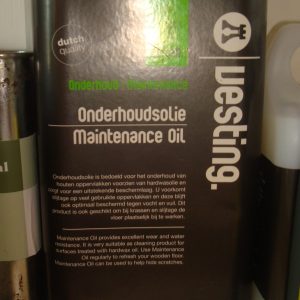 dutch
quality
Onderhoud | Maintenance
Onderhoudsolie
Maintenance Oil
Vesting.
Onderhoudsolie is bedoeld voor het onderhoud van
houten oppervlakken voorzien van hardwasolie en
zorgt voor een uitstekende bescherming. U voorkomt
slijtage op veel gebruikte oppervlakken en deze blijft
ook optimaal beschermd tegen vocht en vuil. Dit
product is ook geschikt om bij krassen en slijtage de
vloer plaatselijk bij te werken.
Maintenance Oil provides excellent wear and water
resistance. It is very suitable as cleaning product for
surfaces treated with hardwax oil. Use Maintenance
Oil regularly to refresh your wooden floor.
Maintenance Oil can be used to help hide scratches.